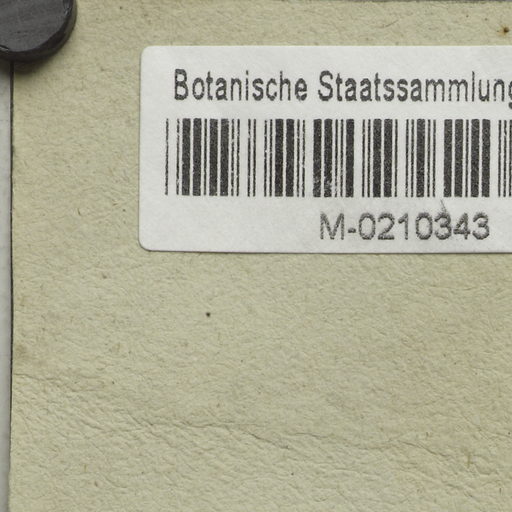 Botanische Staatssammlung
M-0210343